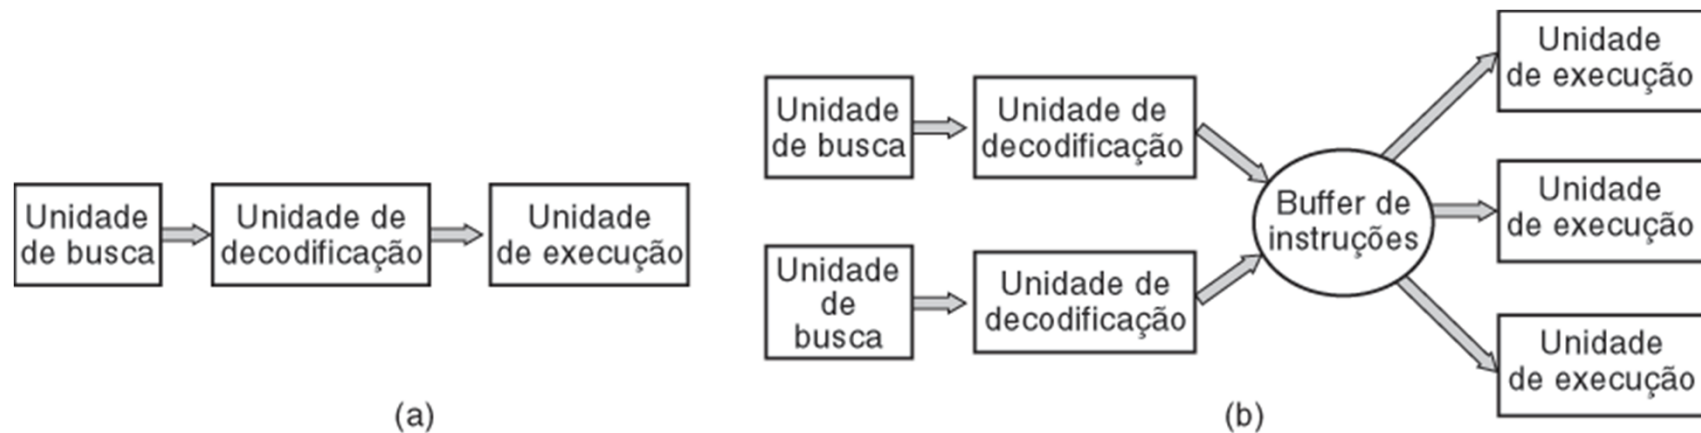 Unidade
de busca
Unidade de
decodificação
Unidade
de execução
(a)
Unidade
de busca
Unidade de
decodificação
Unidade
de
busca
Unidade de
decodificação
Buffer de
instruções
Unidade
de execução
Unidade
de execução
Unidade
de execução
(b)